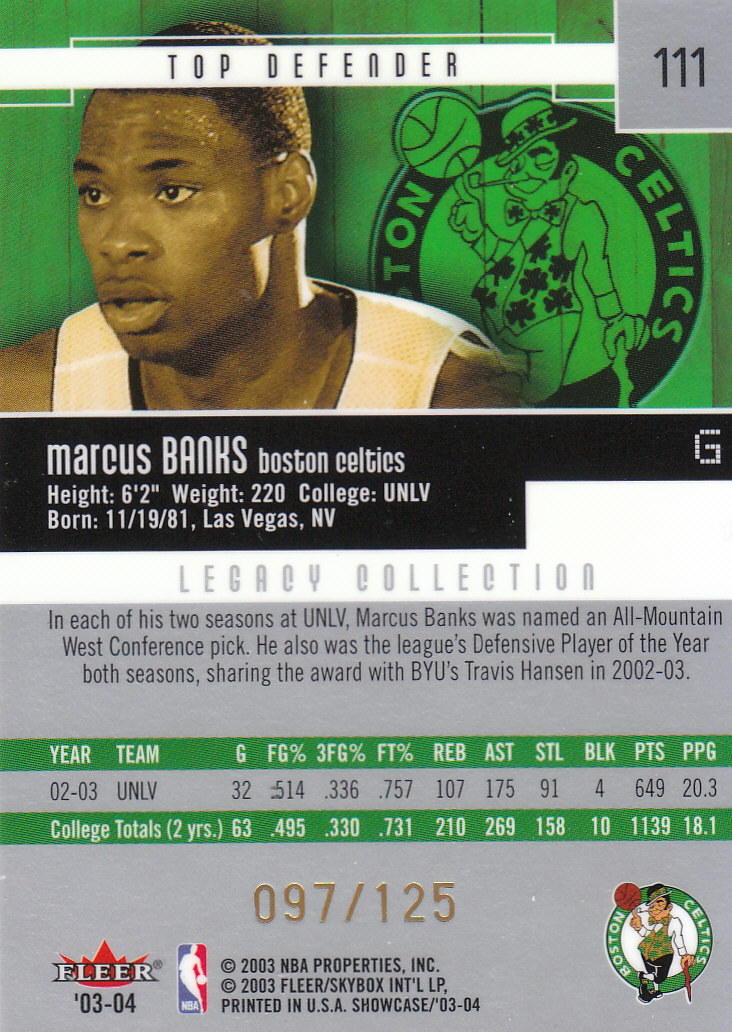 TOP DEFENDER
111
BOSTON CELTICS
marcus BANKS boston celtics
G
Height: 6'2" Weight: 220 College: UNLV
Born: 11/19/81, Las Vegas, NV
LEGACY COLLECTION
In each of his two seasons at UNLV, Marcus Banks was named an All-Mountain
West Conference pick. He also was the league's Defensive Player of the Year
both seasons, sharing the award with BYU's Travis Hansen in 2002-03.
YEAR TEAM G FG% 3FG% FT% REB AST STL BLK PTS PPG
02-03 UNLV 32 .514 .336 .757 107 175 91 4 649 20.3
College Totals (2 yrs.) 63 .495 .330 .731 210 269 158 10 1139 18.1
097/125
BOSTON CELTICS
FLEER®
'03-04
NBA
© 2003 NBA PROPERTIES, INC.
© 2003 FLEER/SKYBOX INT'L LP,
PRINTED IN U.S.A. SHOWCASE/'03-04